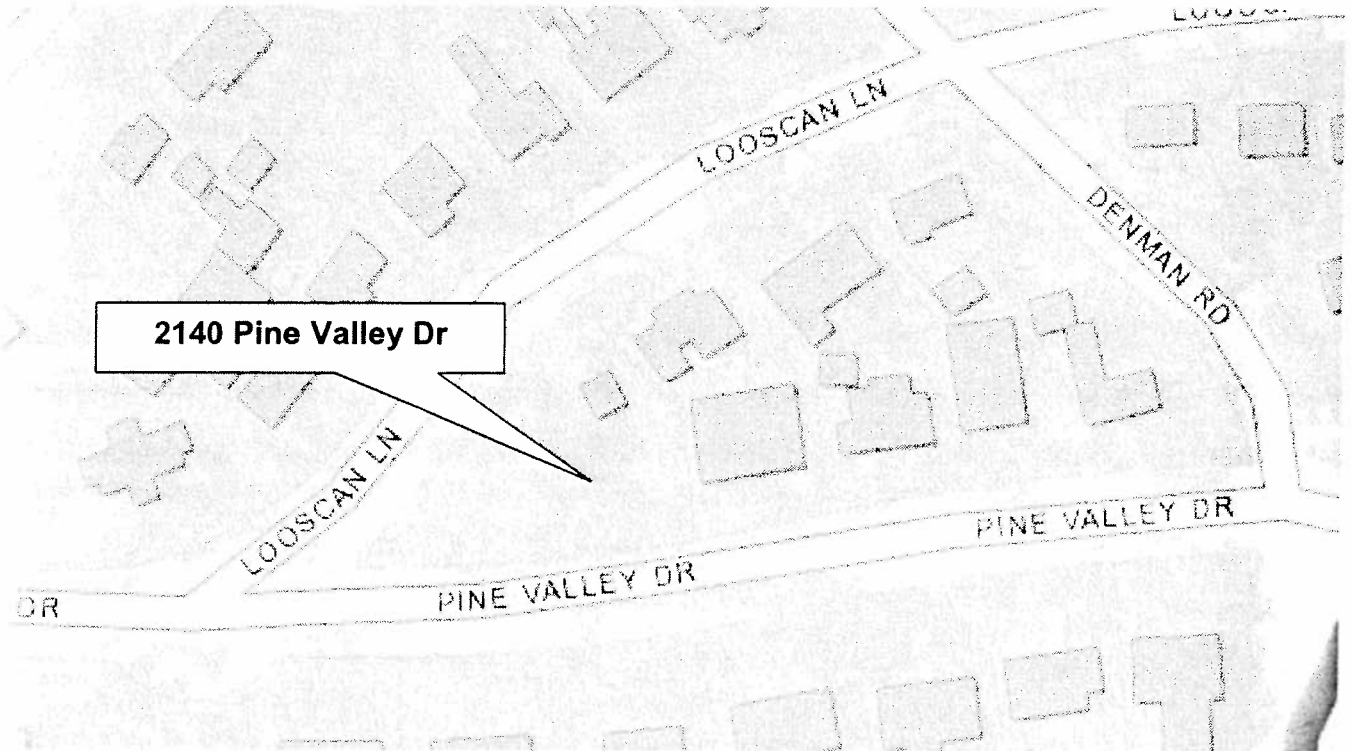 LOOSCAN LN
DENMAN RD
2140 Pine Valley Dr
LOOSCAN LN
PINE VALLEY DR
PINE VALLEY DR
DR